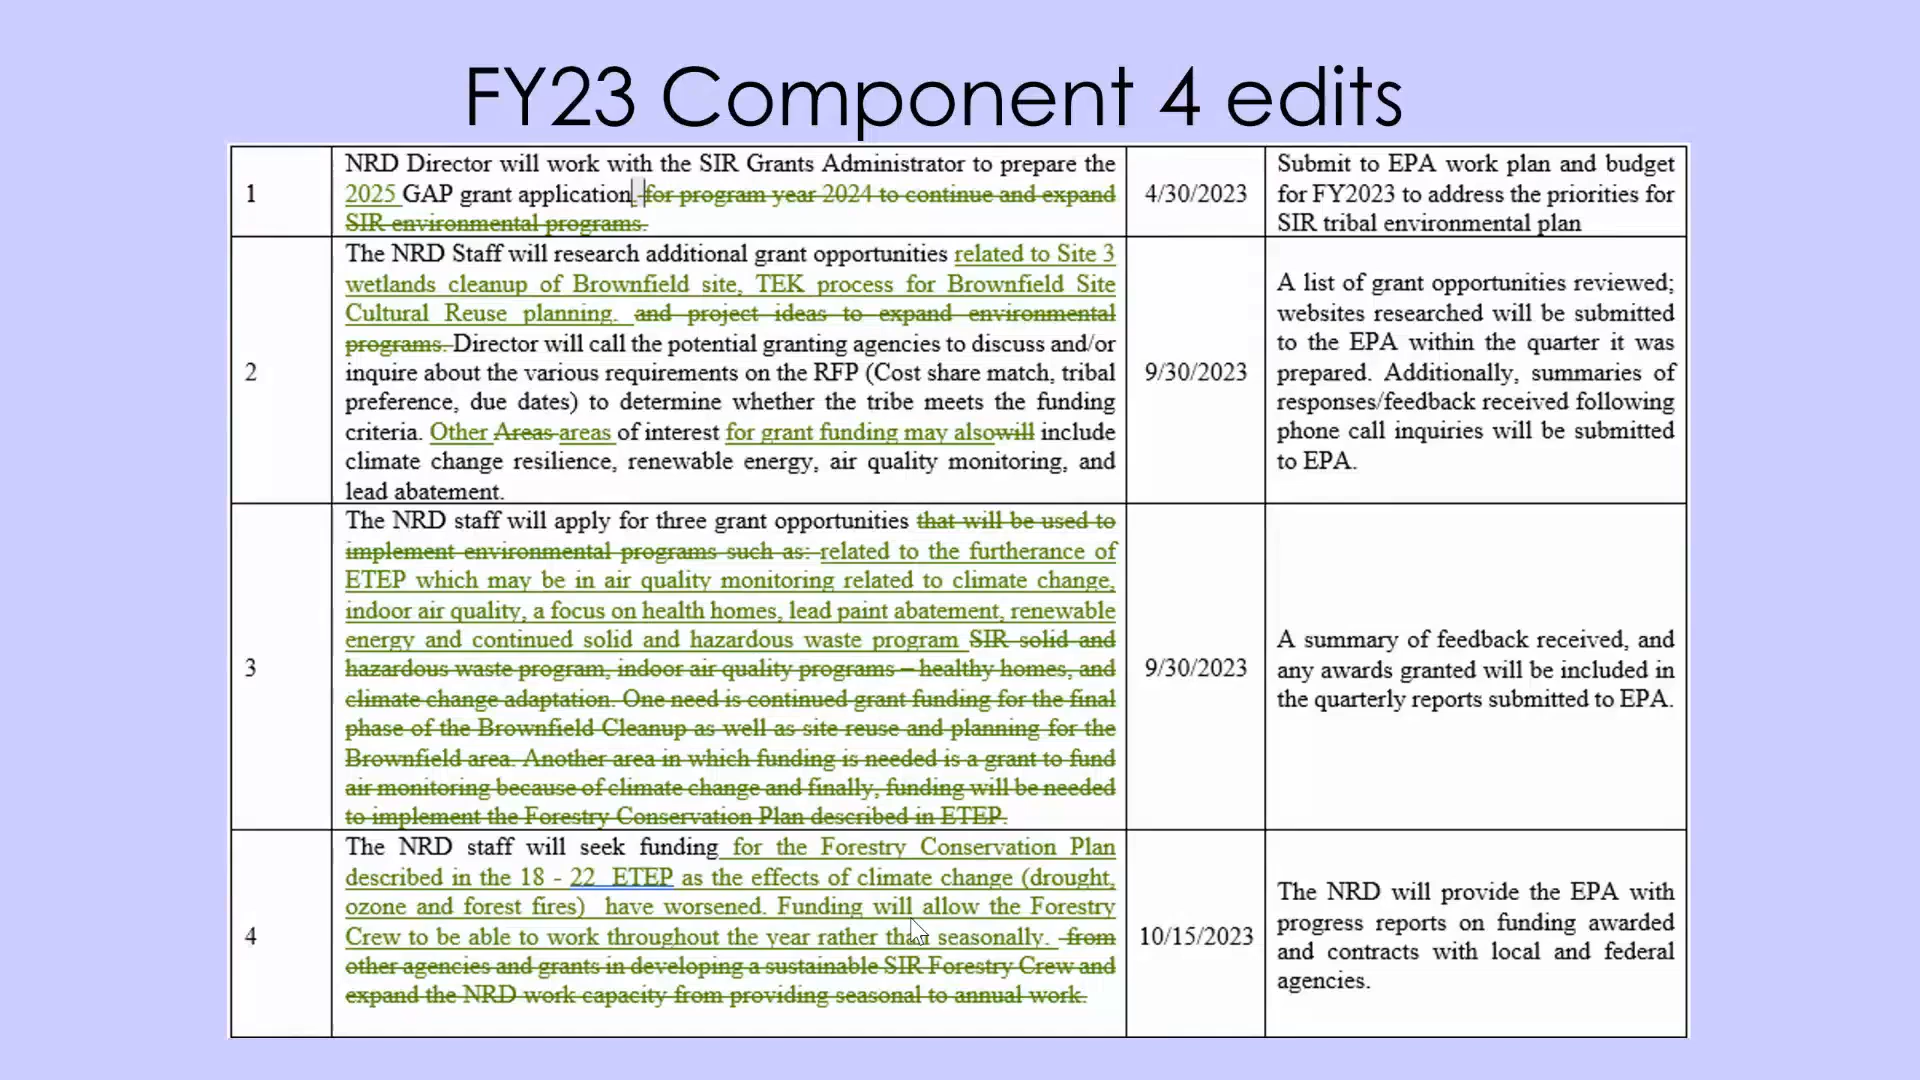 FY23 Component 4 edits
1
NRD Director will work with the SIR Grants Administrator to prepare the
2025 GAP grant application. for program year 2024 to continue and expand
SIR environmental programs.
4/30/2023
Submit to EPA work plan and budget
for FY2023 to address the priorities for
SIR tribal environmental plan
2
The NRD Staff will research additional grant opportunities related to Site 3
wetlands cleanup of Brownfield site, TEK process for Brownfield Site
Cultural Reuse planning. and project ideas to expand environmental
programs. Director will call the potential granting agencies to discuss and/or
inquire about the various requirements on the RFP (Cost share match, tribal
preference, due dates) to determine whether the tribe meets the funding
criteria. Other Areas areas of interest for grant funding may alsowill include
climate change resilience, renewable energy, air quality monitoring, and
lead abatement.
9/30/2023
A list of grant opportunities reviewed;
websites researched will be submitted
to the EPA within the quarter it was
prepared. Additionally, summaries of
responses/feedback received following
phone call inquiries will be submitted
to EPA.
3
The NRD staff will apply for three grant opportunities that will be used to
implement environmental programs such as: related to the furtherance of
ETEP which may be in air quality monitoring related to climate change,
indoor air quality, a focus on health homes, lead paint abatement, renewable
energy and continued solid and hazardous waste program SIR solid and
hazardous waste program, indoor air quality programs – healthy homes, and
climate change adaptation. One need is continued grant funding for the final
phase of the Brownfield Cleanup as well as site reuse and planning for the
Brownfield area. Another area in which funding is needed is a grant to fund
air monitoring because of climate change and finally, funding will be needed
to implement the Forestry Conservation Plan described in ETEP.
9/30/2023
A summary of feedback received, and
any awards granted will be included in
the quarterly reports submitted to EPA.
4
The NRD staff will seek funding for the Forestry Conservation Plan
described in the 18 - 22 ETEP as the effects of climate change (drought,
ozone and forest fires) have worsened. Funding will allow the Forestry
Crew to be able to work throughout the year rather than seasonally. from
other agencies and grants in developing a sustainable SIR Forestry Crew and
expand the NRD work capacity from providing seasonal to annual work.
10/15/2023
The NRD will provide the EPA with
progress reports on funding awarded
and contracts with local and federal
agencies.